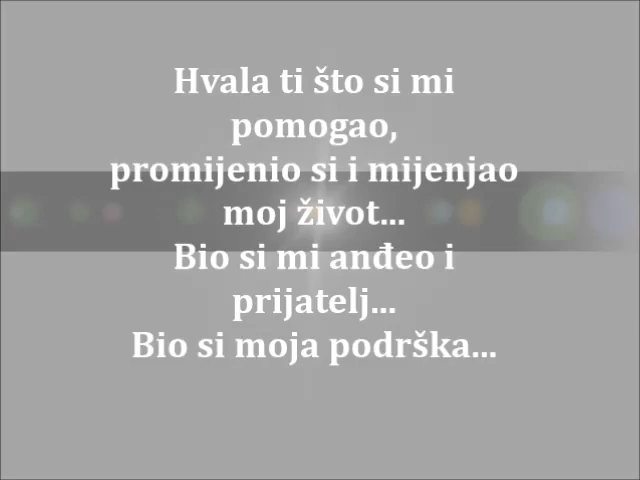 Hvala ti što si mi
pomogao,
promijenio si i mijenjao
moj život...
Bio si mi anđeo i
prijatelj...
Bio si moja podrška...